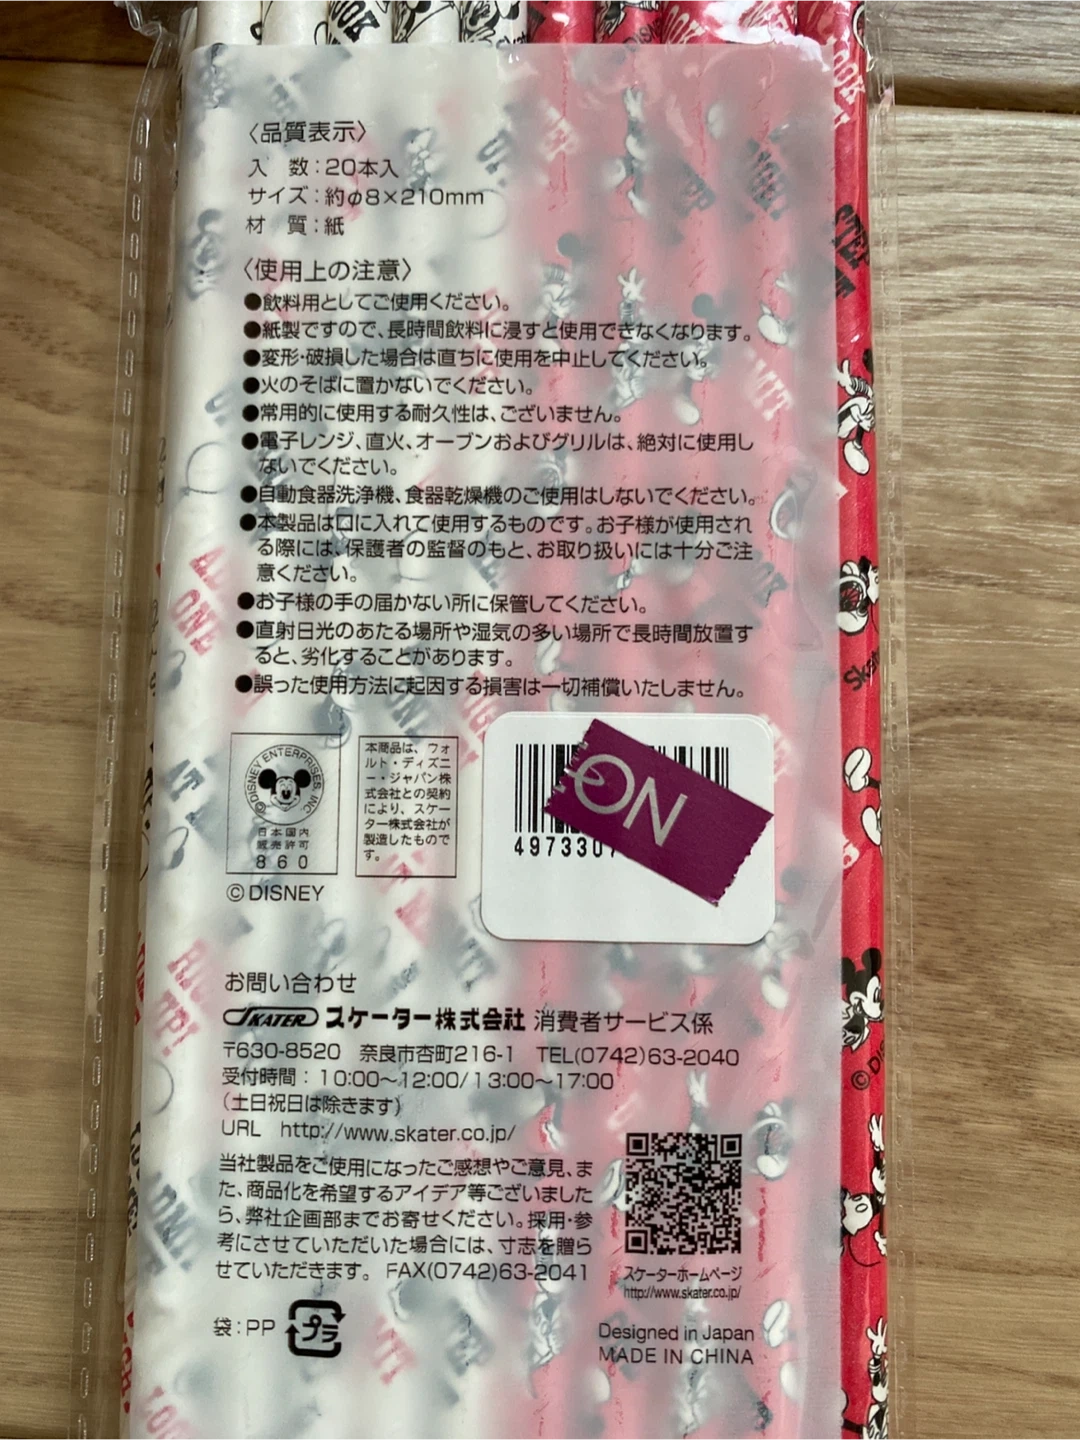 〈品質表示〉
入 数：20本入
サイズ：約φ8×210mm
材 質：紙
〈使用上の注意〉
●飲料用としてご使用ください。
●紙製ですので、長時間飲料に浸すと使用できなくなります。
●変形・破損した場合は直ちに使用を中止してください。
●火のそばに置かないでください。
●常用的に使用する耐久性は、ございません。
●電子レンジ、直火、オーブンおよびグリルは、絶対に使用し
ないでください。
●自動食器洗浄機、食器乾燥機のご使用はしないでください。
●本製品は口に入れて使用するものです。お子様が使用され
る際には、保護者の監督のもと、お取り扱いには十分ご注
意ください。
●お子様の手の届かない所に保管してください。
●直射日光のあたる場所や湿気の多い場所で長時間放置す
ると、劣化することがあります。
●誤った使用方法に起因する損害は一切補償いたしません。
©DISNEY ENTERPRISES, INC
日本国内
販売許可
860
©DISNEY
本商品は、ウォ
ルト・ディズニ
ー・ジャパン株
式会社との契約
により、スケー
ター株式会社が
製造したもので
す。
ON
4973307
お問い合わせ
SKATER スケーター株式会社 消費者サービス係
〒630-8520 奈良市杏町216-1 TEL(0742)63-2040
受付時間：10:00〜12:00/13:00〜17:00
（土日祝日は除きます）
URL http://www.skater.co.jp/
当社製品をご使用になったご感想やご意見、ま
た、商品化を希望するアイデア等ございました
ら、弊社企画部までお寄せください。採用・参
考にさせていただいた場合には、寸志を贈ら
せていただきます。 FAX(0742)63-2041
スケーターホームページ
http://www.skater.co.jp/
袋：PP
プラ
Designed in Japan
MADE IN CHINA